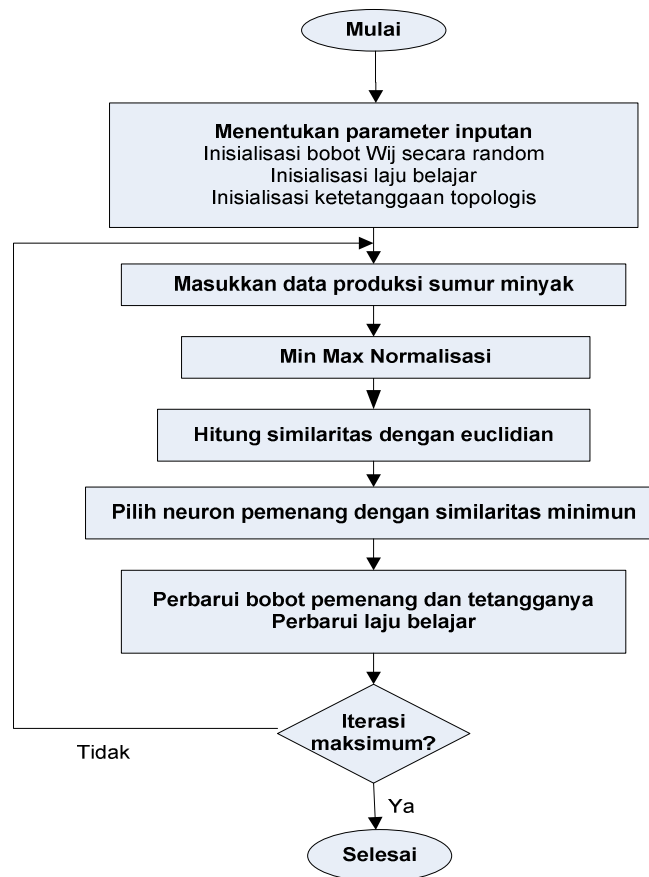 Mulai
Menentukan parameter inputan
Inisialisasi bobot Wij secara random
Inisialisasi laju belajar
Inisialisasi ketetanggaan topologis
Masukkan data produksi sumur minyak
Min Max Normalisasi
Hitung similaritas dengan euclidian
Pilih neuron pemenang dengan similaritas minimun
Perbarui bobot pemenang dan tetangganya
Perbarui laju belajar
Iterasi
maksimum?
Tidak
Ya
Selesai